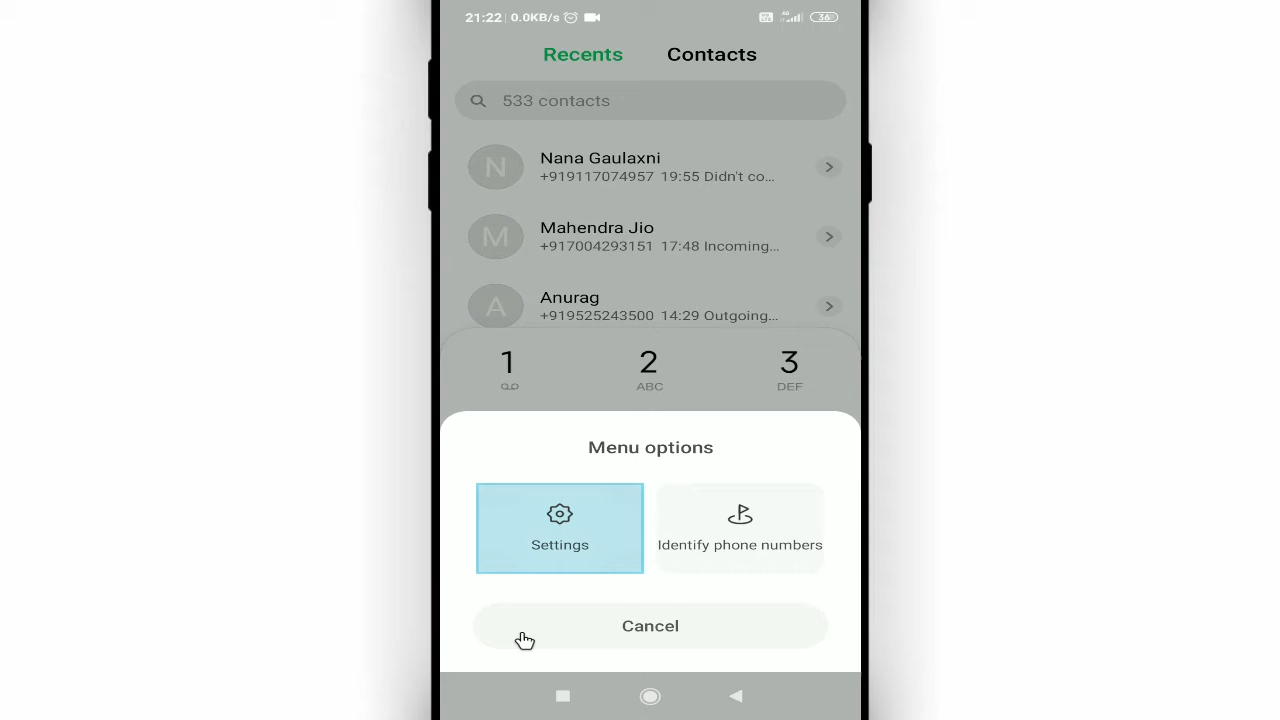 21:22 0.0KB/s 4G 36
Recents Contacts
533 contacts
N Nana Gaulaxni
+919117074957 19:55 Didn't co...
M Mahendra Jio
+917004293151 17:48 Incoming...
A Anurag
+919525243500 14:29 Outgoing...
1 2 3
ABC DEF
Menu options
Settings Identify phone numbers
Cancel